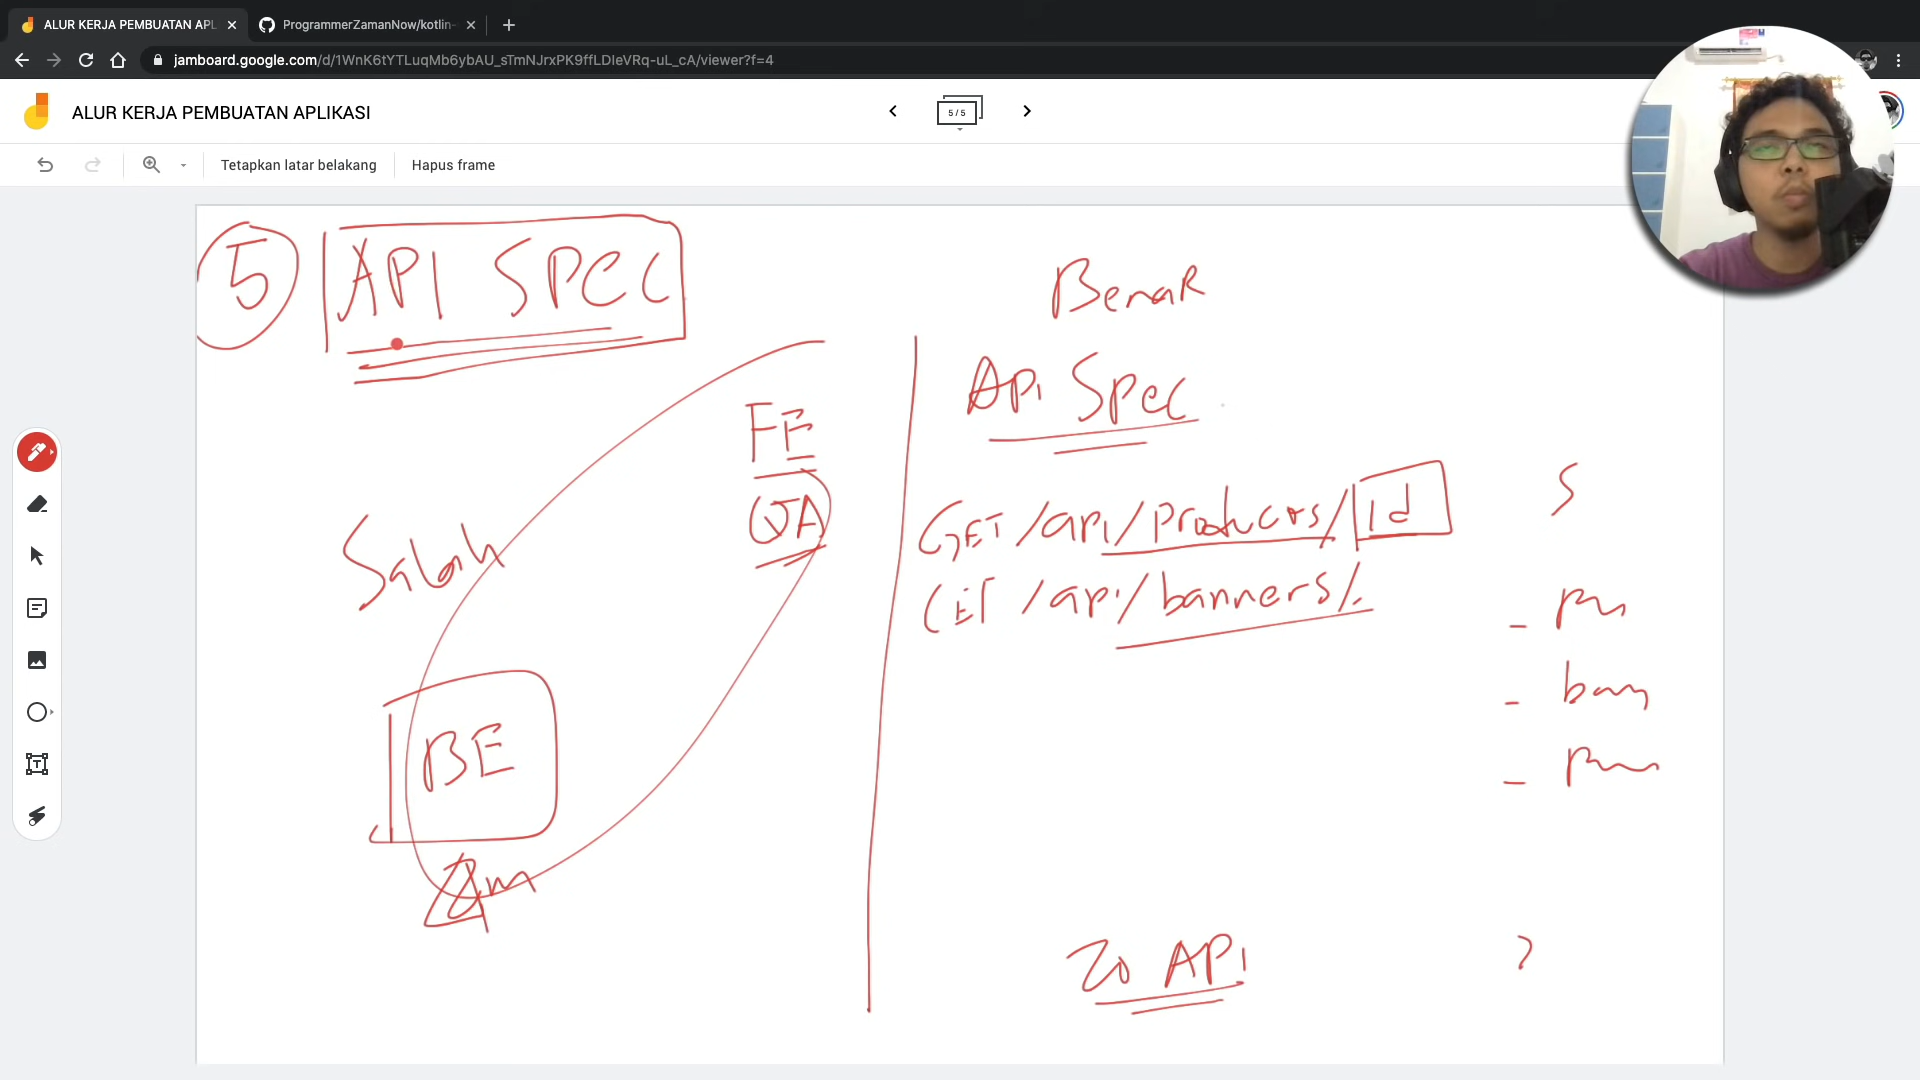 ALUR KERJA PEMBUATAN APL
ProgrammerZamanNow/kotlin-
jamboard.google.com/d/1WnK6tYTLuqMb6ybAU_sTmNJrxPK9ffLDIeVRq-uL_cA/viewer?f=4
ALUR KERJA PEMBUATAN APLIKASI
5/5
Tetapkan latar belakang
Hapus frame
5 API SPEC
Benar
Api Spec
FE
QA
Salah
GET /api/products/id
GET /api/banners/
S
BE
20 API
?